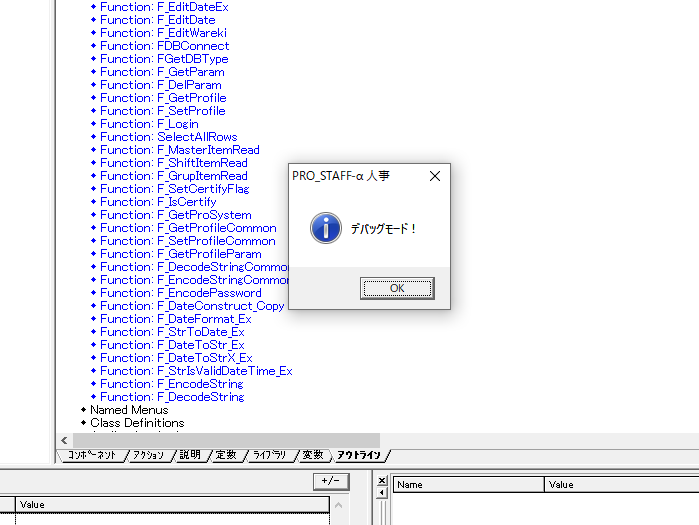 Function: F_EditDateEx
Function: F_EditDate
Function: F_EditWareki
Function: FDBConnect
Function: FGetDBType
Function: F_GetParam
Function: F_DelParam
Function: F_GetProfile
Function: F_SetProfile
Function: F_Login
Function: SelectAllRows
Function: F_MasterItemRead
Function: F_ShiftItemRead
Function: F_GrupItemRead
Function: F_SetCertifyFlag
Function: F_IsCertify
Function: F_GetProSystem
Function: F_GetProfileCommon
Function: F_SetProfileCommon
Function: F_GetProfileParam
Function: F_DecodeStringCommon
Function: F_EncodeStringCommon
Function: F_EncodePassword
Function: F_DateConstruct_Copy
Function: F_DateFormat_Ex
Function: F_StrToDate_Ex
Function: F_DateToStr_Ex
Function: F_DateToStrX_Ex
Function: F_StrIsValidDateTime_Ex
Function: F_EncodeString
Function: F_DecodeString
Named Menus
Class Definitions
PRO_STAFF-α 人事
デバッグモード！
OK
コンポーネント アクション 説明 定数 ライブラリ 変数 アウトライン
+/-
Value
Name Value